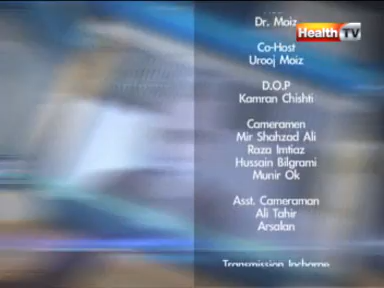 Health TV
Dr. Moiz
Co-Host
Urooj Moiz
D.O.P
Kamran Chishti
Cameramen
Mir Shahzad Ali
Raza Imtiaz
Hussain Bilgrami
Munir Ok
Asst. Cameraman
Ali Tahir
Arsalan
Transmission Incharge